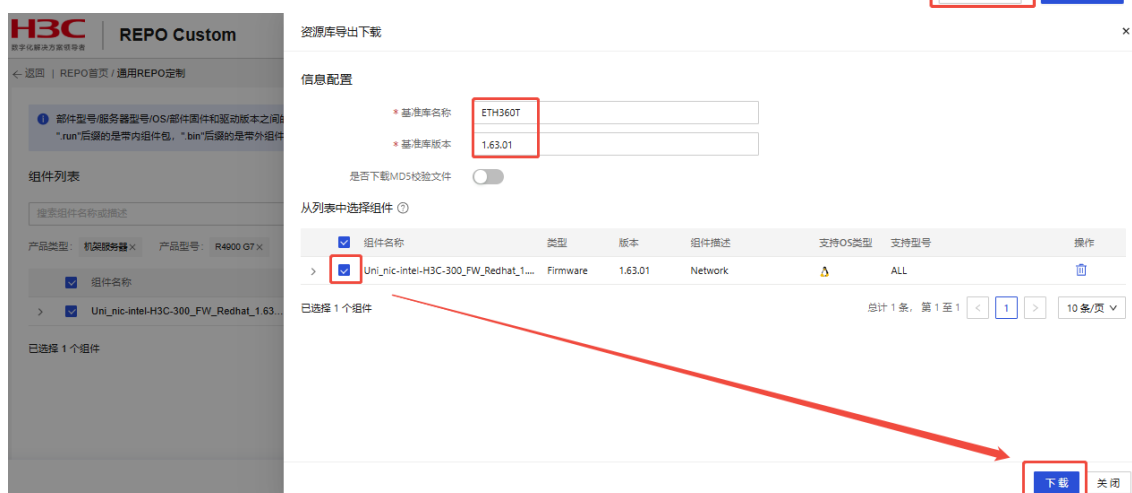 H3C
数字化解决方案领导者
REPO Custom
← 返回 | REPO首页 / 通用REPO定制
部件型号/服务器型号/OS/部件固件和驱动版本之间的
".run"后缀的是带内组件包，".bin"后缀的是带外组件
组件列表
搜索组件名称或描述
产品类型: 机架服务器× 产品型号: R4900 G7×
组件名称
Uni_nic-intel-H3C-300_FW_Redhat_1.63...
已选择 1 个组件
资源库导出下载 ×
信息配置
* 基准库名称 ETH360T
* 基准库版本 1.63.01
是否下载MD5校验文件
从列表中选择组件 ?
组件名称 类型 版本 组件描述 支持OS类型 支持型号 操作
Uni_nic-intel-H3C-300_FW_Redhat_1.... Firmware 1.63.01 Network ALL
已选择 1 个组件 总计 1 条, 第 1 至 1 < 1 > 10 条/页
下载 关闭